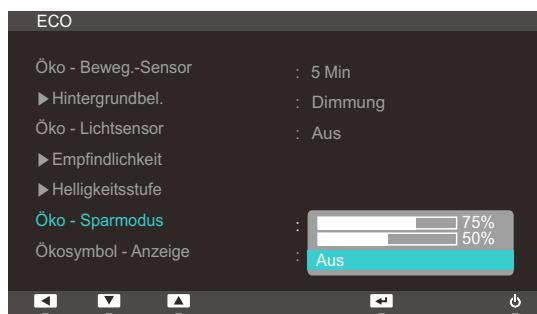 ECO
Öko - Beweg.-Sensor : 5 Min
▶Hintergrundbel. : Dimmung
Öko - Lichtsensor : Aus
▶Empfindlichkeit
▶Helligkeitsstufe
Öko - Sparmodus : 75%
50%
Ökosymbol - Anzeige : Aus